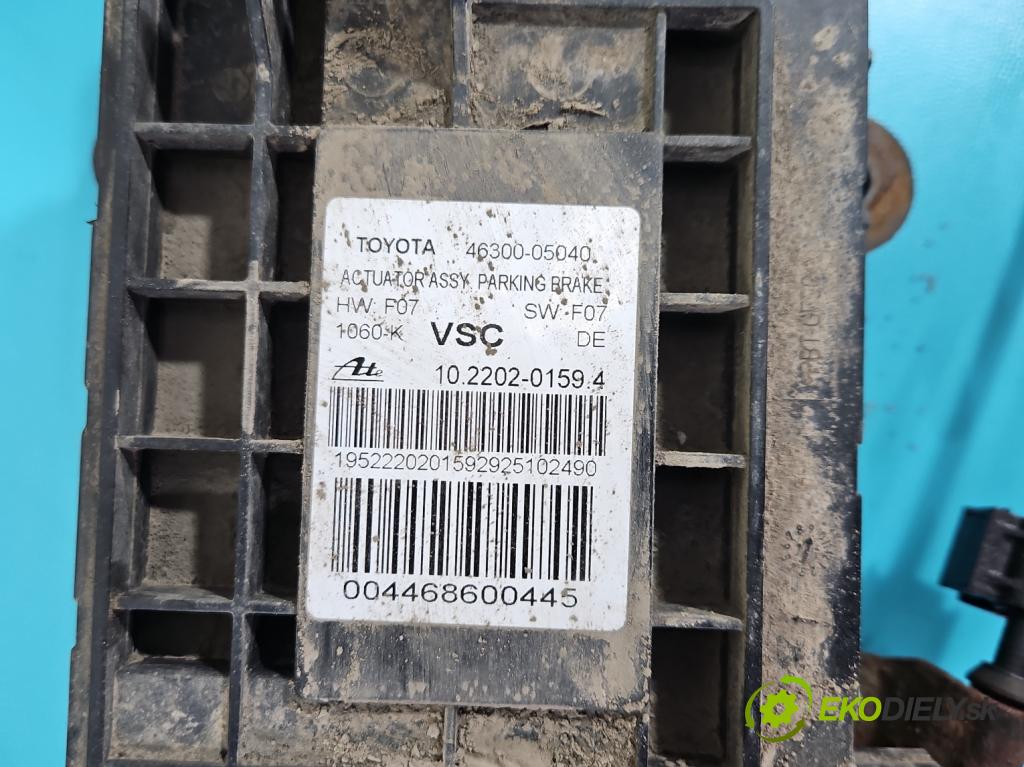 TOYOTA 46300-05040
ACTUATOR ASSY PARKING BRAKE
HW F07 SW F07
1060-K VSC DE
Ate 10.2202-0159.4
195222020159292510​2490
004468600445
EKODIELY.sk